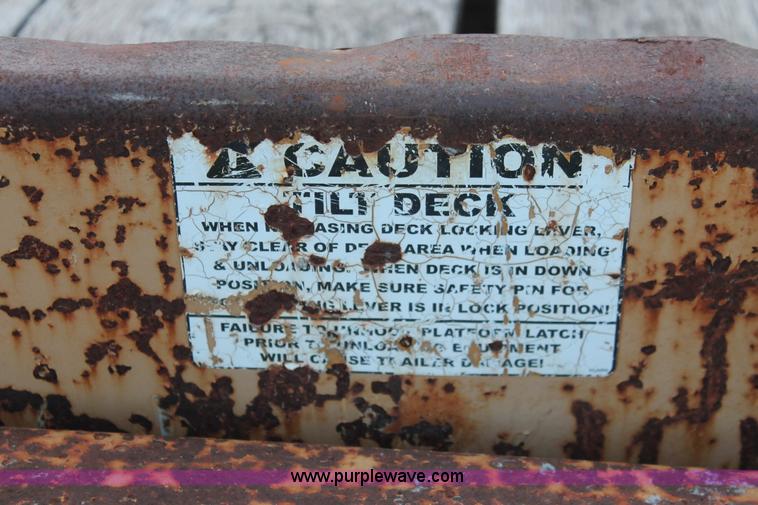 CAUTION
TILT DECK
WHEN RELEASING DECK LOCKING LEVER,
STAY CLEAR OF DECK AREA WHEN LOADING
& UNLOADING. WHEN DECK IS IN DOWN
POSITION, MAKE SURE SAFETY PIN FOR
LEVER IS IN LOCK POSITION!
FAILURE TO UNHOOK PLATFORM LATCH
PRIOR TO UNLOADING EQUIPMENT
WILL CAUSE TRAILER DAMAGE!
www.purplewave.com